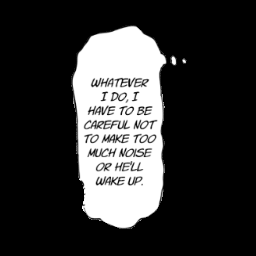 WHATEVER
I DO, I
HAVE TO BE
CAREFUL NOT
TO MAKE TOO
MUCH NOISE
OR HE'LL
WAKE UP.